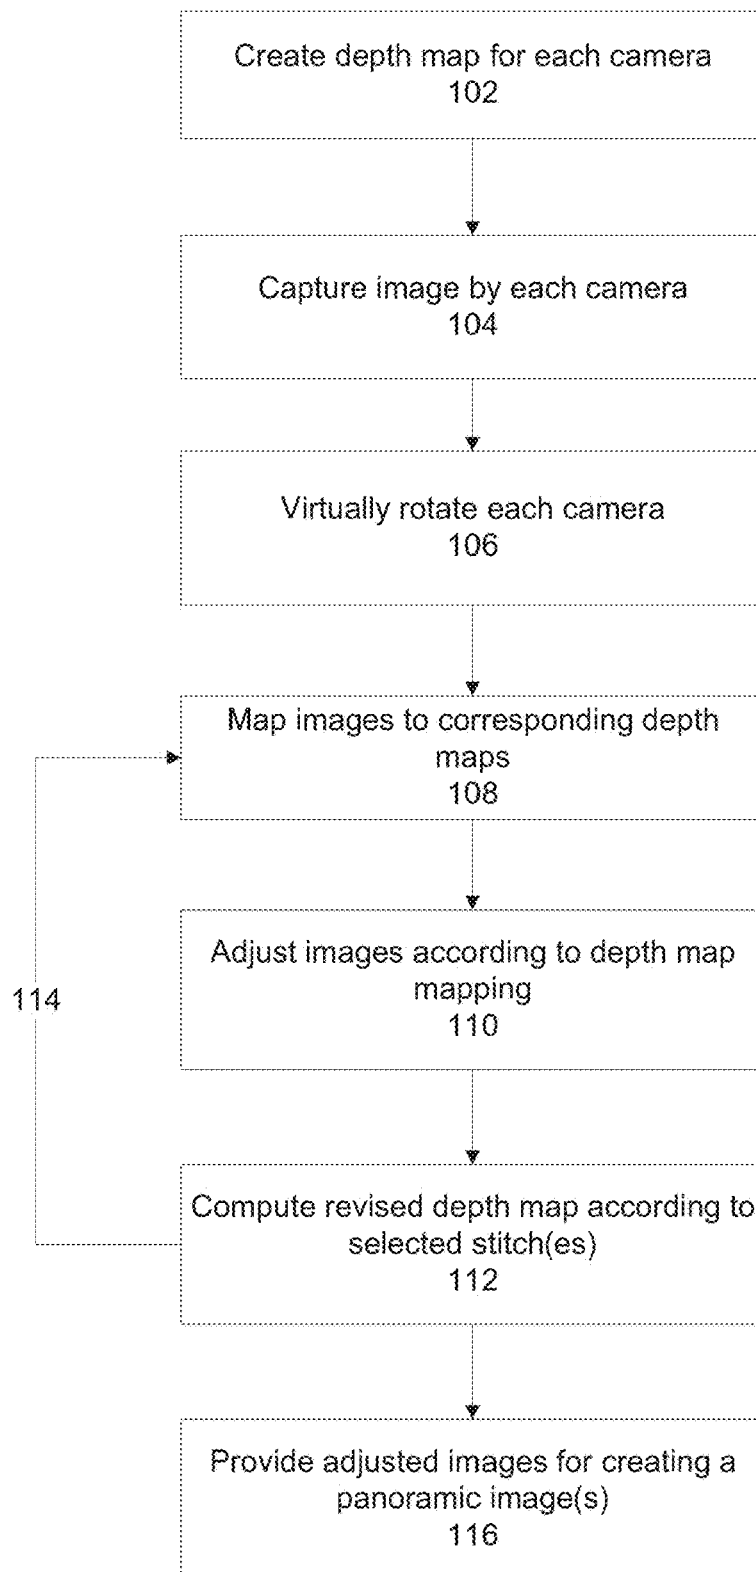 Create depth map for each camera
102
Capture image by each camera
104
Virtually rotate each camera
106
Map images to corresponding depth
maps
108
Adjust images according to depth map
mapping
110
114
Compute revised depth map according to
selected stitch(es)
112
Provide adjusted images for creating a
panoramic image(s)
116